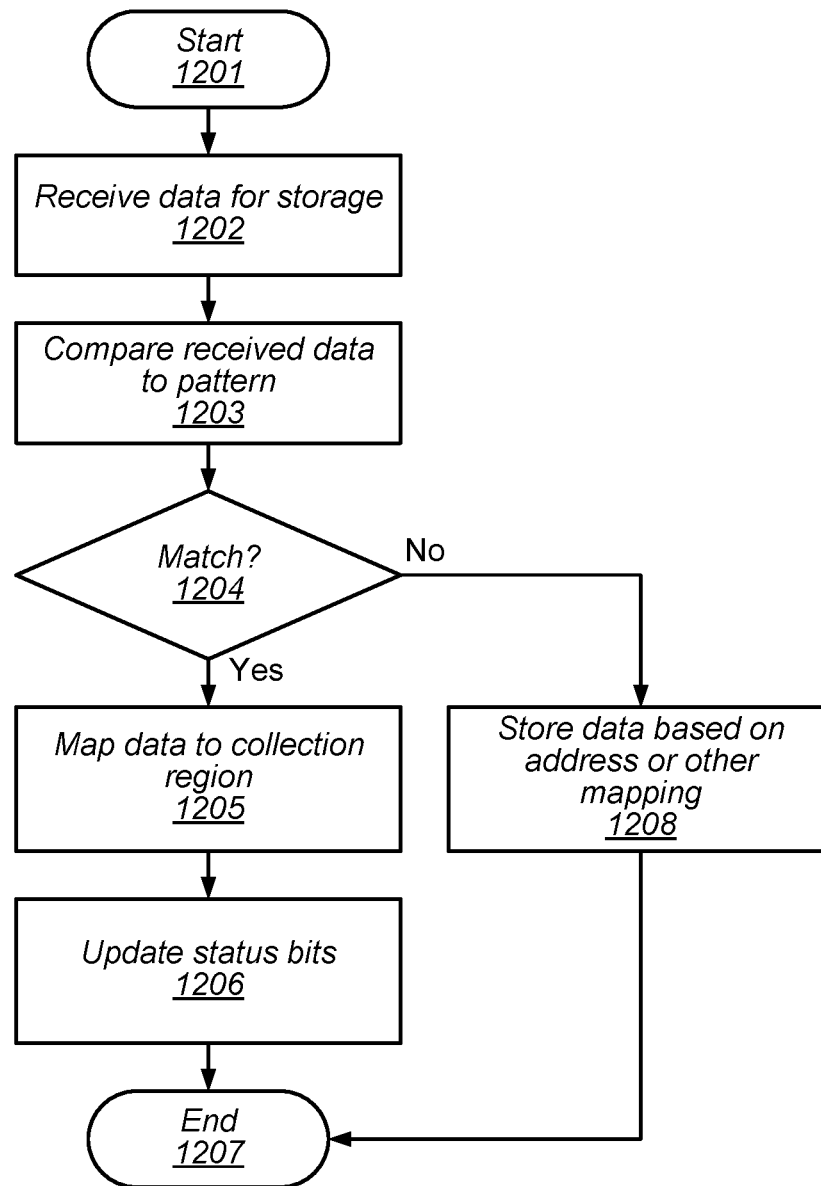 Start
1201
Receive data for storage
1202
Compare received data
to pattern
1203
Match?
1204
No
Yes
Map data to collection
region
1205
Store data based on
address or other
mapping
1208
Update status bits
1206
End
1207